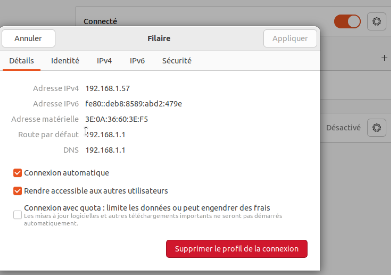 Connecté
Annuler
Filaire
Appliquer
Détails
Identité
IPv4
IPv6
Sécurité
Adresse IPv4 192.168.1.57
Adresse IPv6 fe80::deb8:8589:abd2:479e
Adresse matérielle 3E:0A:36:60:3E:F5
Route par défaut 192.168.1.1
DNS 192.168.1.1
Désactivé
Connexion automatique
Rendre accessible aux autres utilisateurs
Connexion avec quota : limite les données ou peut engendrer des frais
Les mises à jour logicielles et autres téléchargements importants ne seront pas démarrés
automatiquement.
Supprimer le profil de la connexion